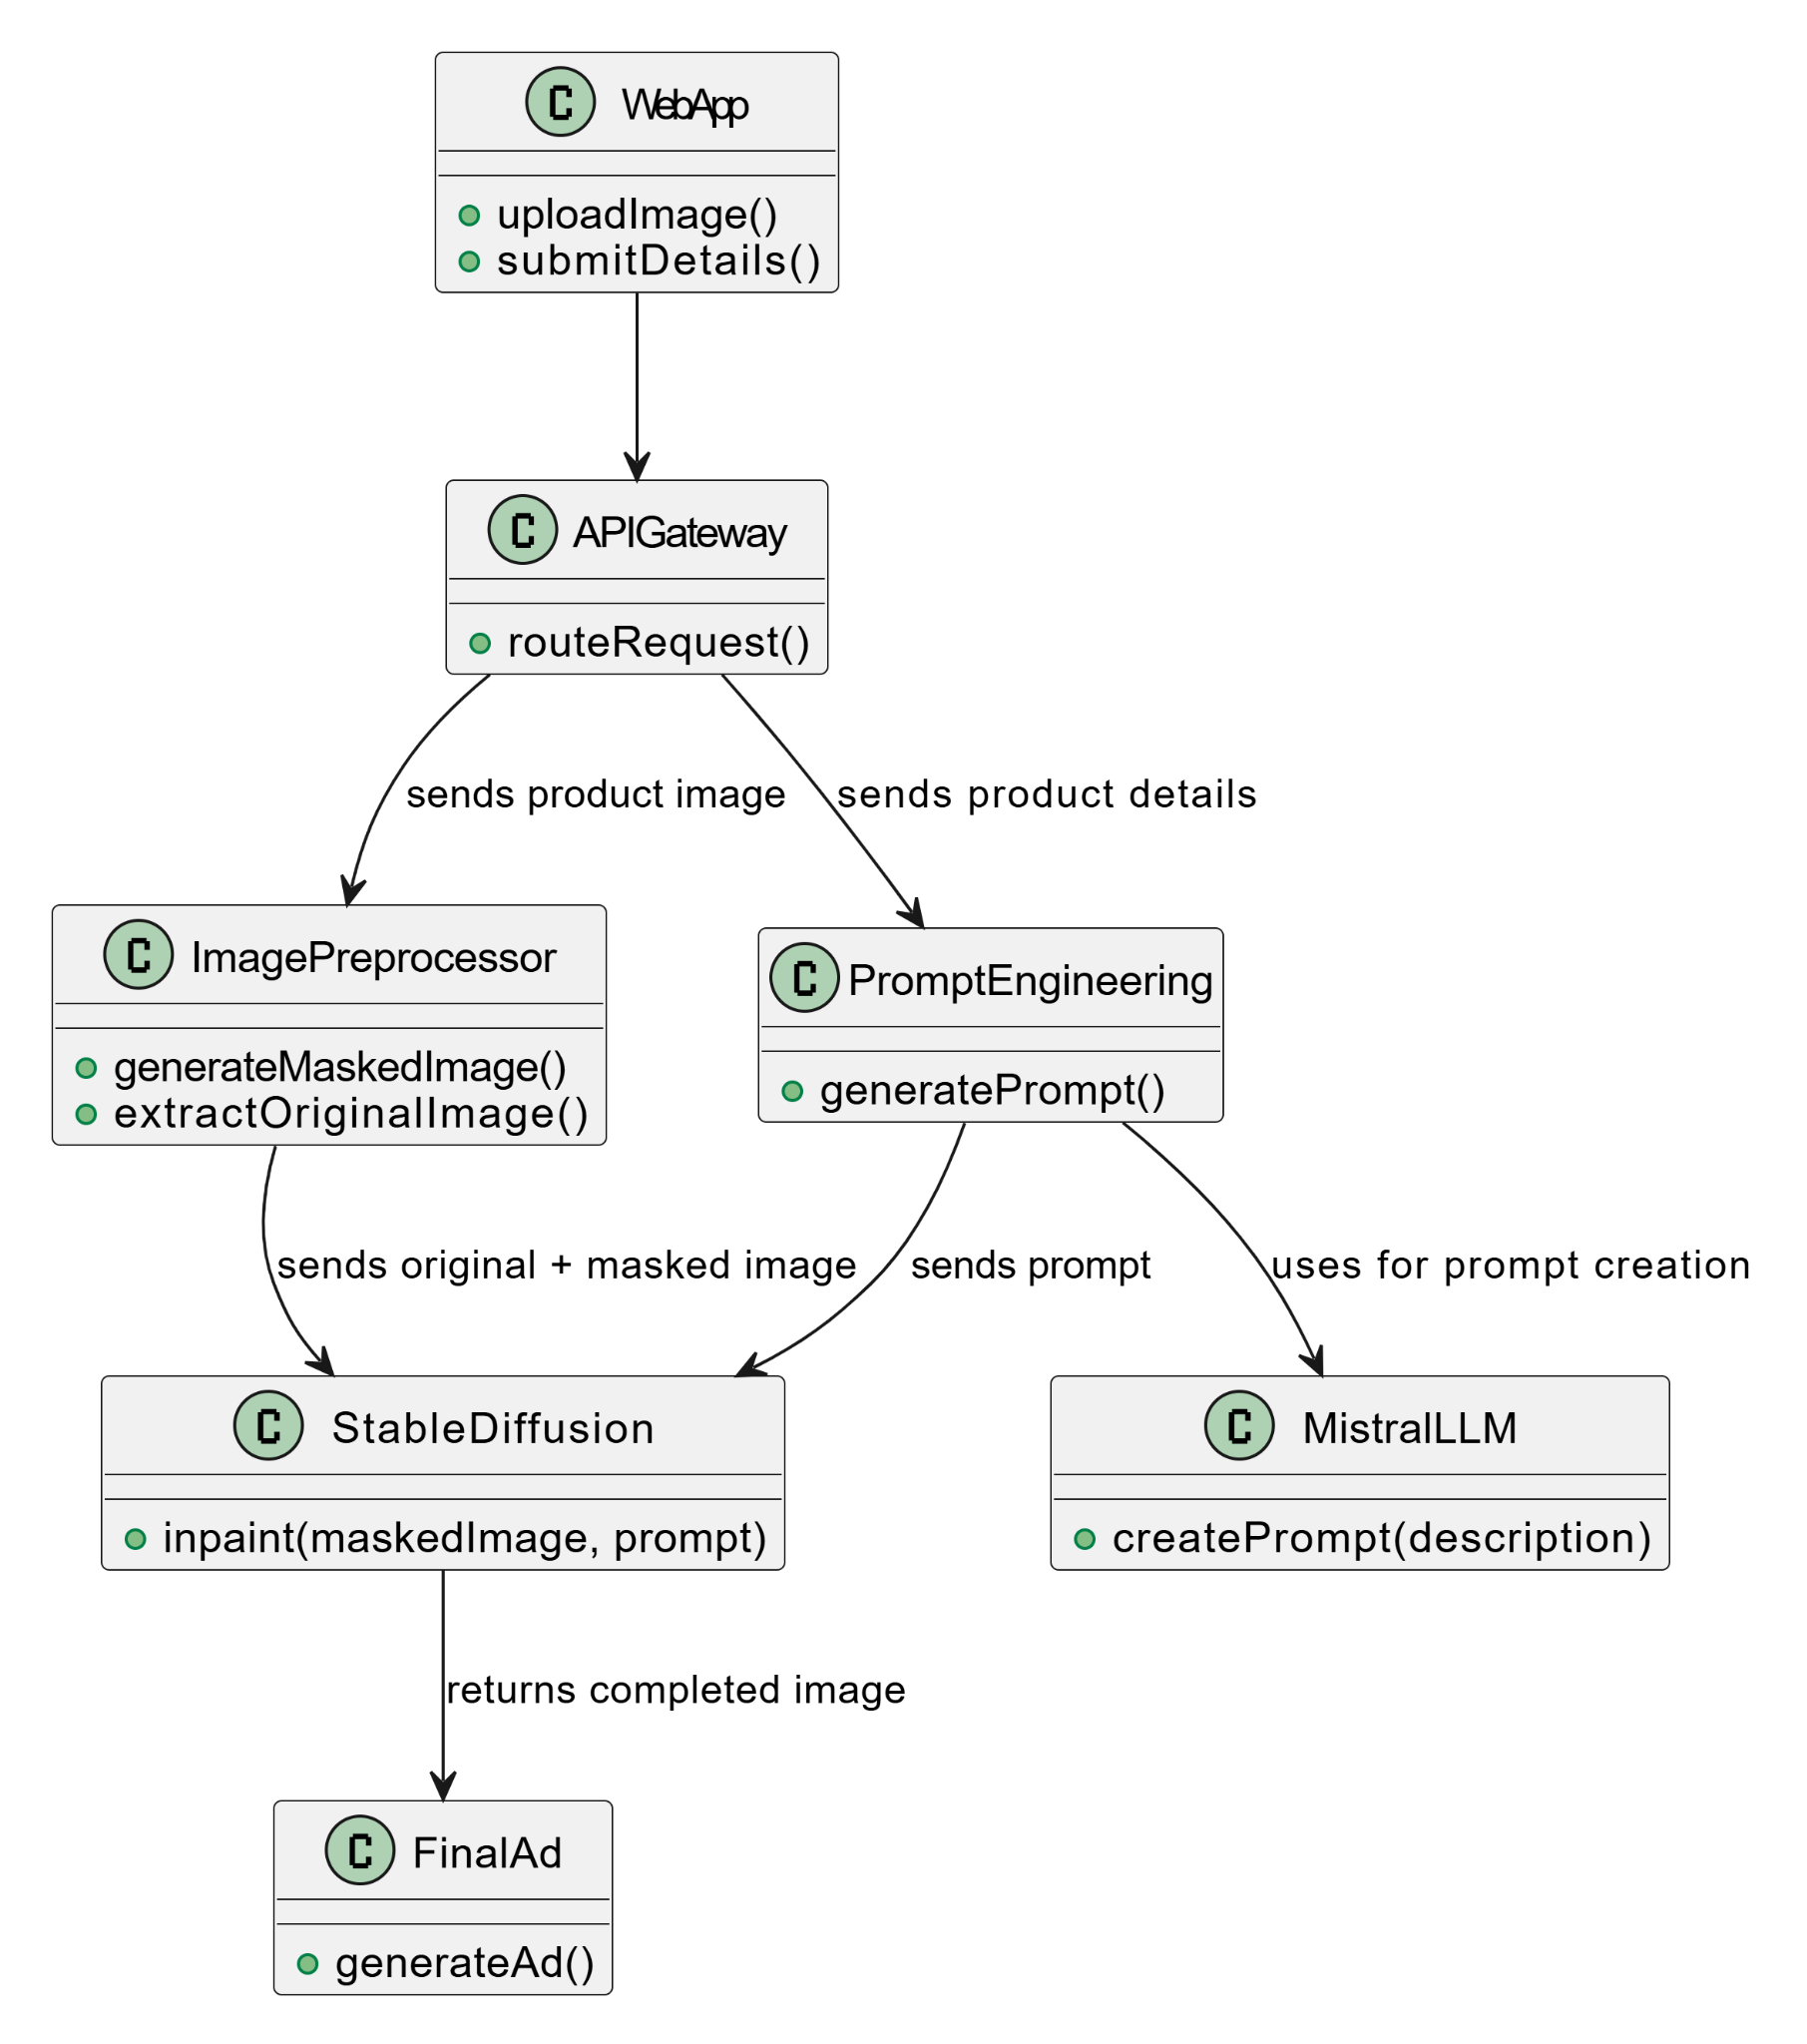 C WebApp
uploadImage()
submitDetails()
C APIGateway
routeRequest()
sends product image
sends product details
C ImagePreprocessor
generateMaskedImage()
extractOriginalImage()
C PromptEngineering
generatePrompt()
sends original + masked image
sends prompt
uses for prompt creation
C StableDiffusion
inpaint(maskedImage, prompt)
C MistralLLM
createPrompt(description)
returns completed image
C FinalAd
generateAd()